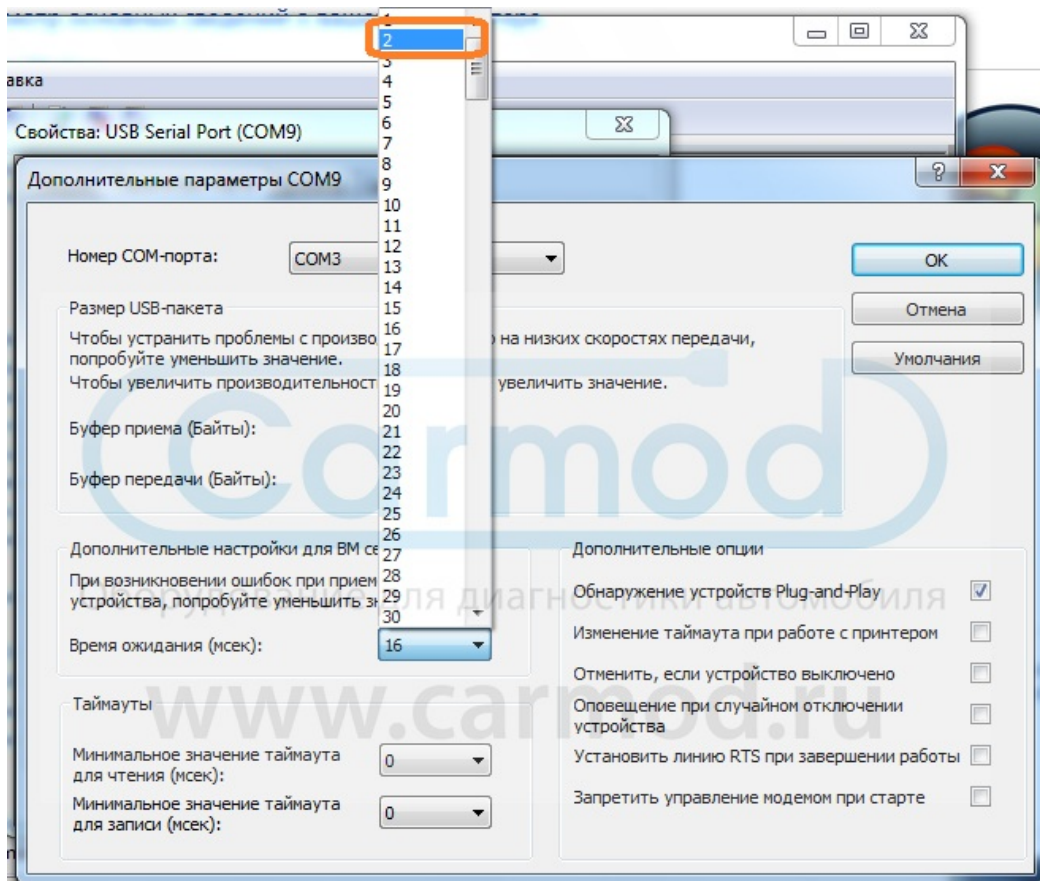 авка
Свойства: USB Serial Port (COM9)
Дополнительные параметры COM9
Номер COM-порта:
COM3
OK
Отмена
Умолчания
Размер USB-пакета
Чтобы устранить проблемы с
на низких скоростях передачи,
попробуйте уменьшить значение.
Чтобы увеличить
увеличить значение.
Буфер приема (Байты):
Буфер передачи (Байты):
1
2
3
4
5
6
7
8
9
10
11
12
13
14
15
16
17
18
19
20
21
22
23
24
25
26
27
28
29
30
Дополнительные настройки для BM
При возникновении ошибок при
устройства, попробуйте уменьшить
Время ожидания (мсек):
16
Таймауты
Минимальное значение таймаута
для чтения (мсек):
0
Минимальное значение таймаута
для записи (мсек):
0
Дополнительные опции
Обнаружение устройств Plug-and-Play
Изменение таймаута при работе с принтером
Отменить, если устройство выключено
Оповещение при случайном отключении
устройства
Установить линию RTS при завершении работы
Запретить управление модемом при старте
Carmod
Оборудование для диагностики автомобиля
www.carmod.ru